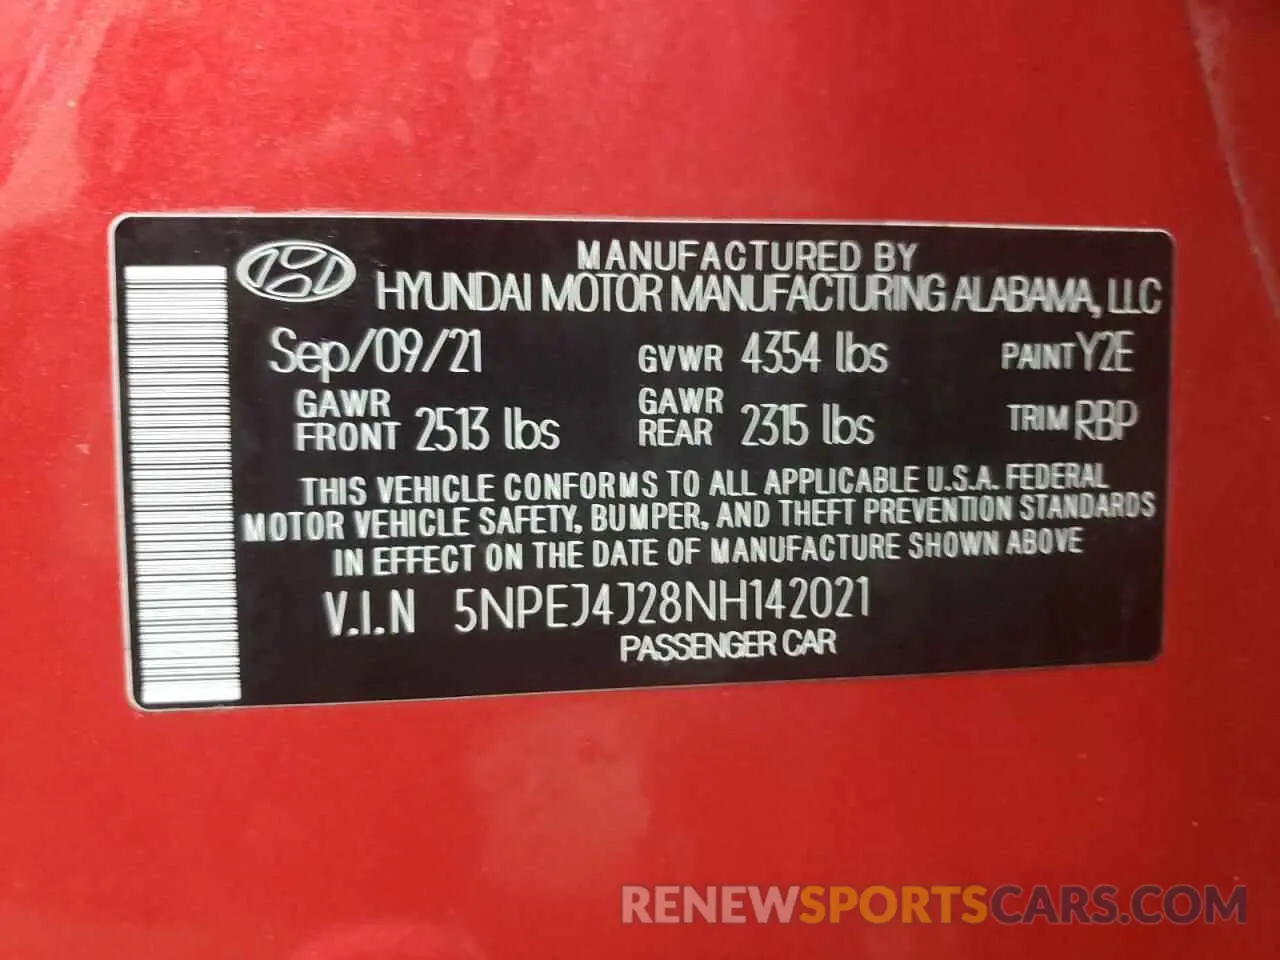 MANUFACTURED BY
HYUNDAI MOTOR MANUFACTURING ALABAMA, LLC
Sep/09/21 GVWR 4354 lbs PAINT Y2E
GAWR FRONT 2513 lbs GAWR REAR 2315 lbs TRIM RBP
THIS VEHICLE CONFORMS TO ALL APPLICABLE U.S.A. FEDERAL
MOTOR VEHICLE SAFETY, BUMPER, AND THEFT PREVENTION STANDARDS
IN EFFECT ON THE DATE OF MANUFACTURE SHOWN ABOVE
V.I.N 5NPEJ4J28NH142021
PASSENGER CAR
RENEWSPORTSCARS.COM